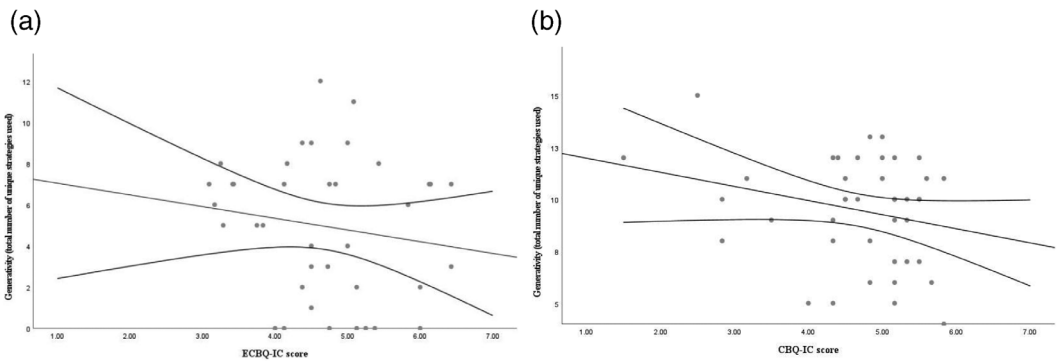 (a)
(b)
Generativity (total number of unique strategies used)
12
10
8
6
4
2
0
1.00 2.00 3.00 4.00 5.00 6.00 7.00
ECBQ-IC score
Generativity (total number of unique strategies used)
15
13
10
8
5
1.00 2.00 3.00 4.00 5.00 6.00 7.00
CBQ-IC score